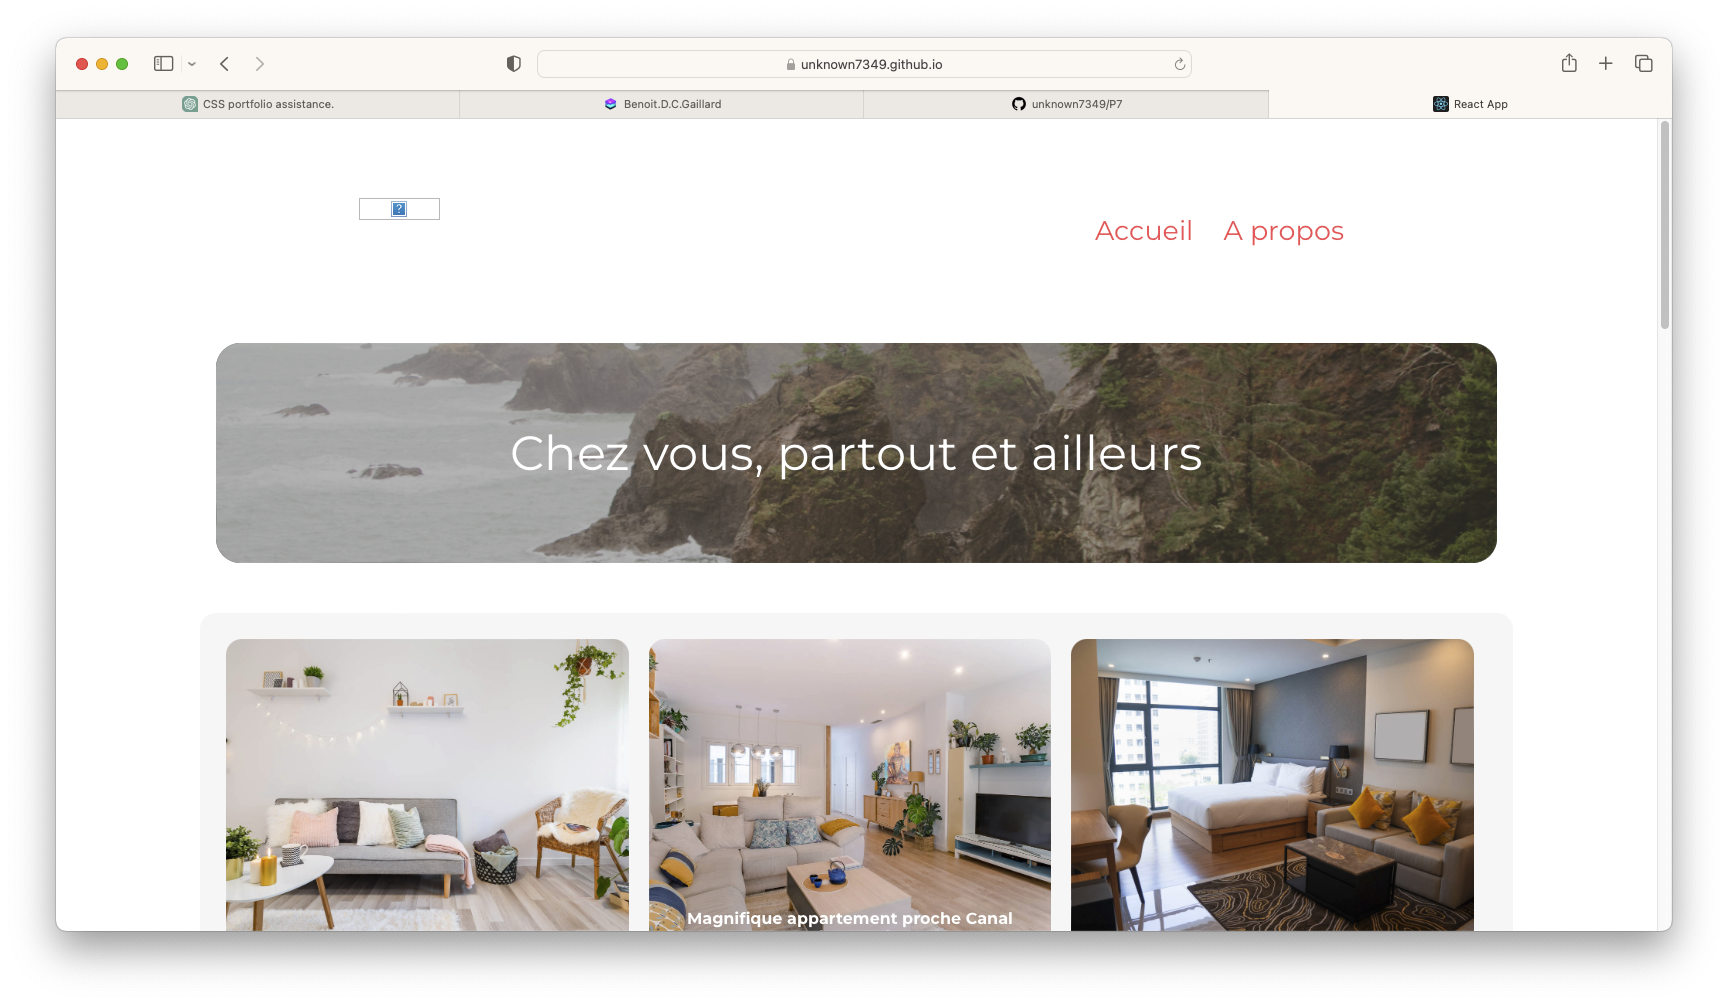 unknown7349.github.io
CSS portfolio assistance.
Benoit.D.C.Gaillard
unknown7349/P7
React App
?
Accueil
A propos
Chez vous, partout et ailleurs
Magnifique appartement proche Canal